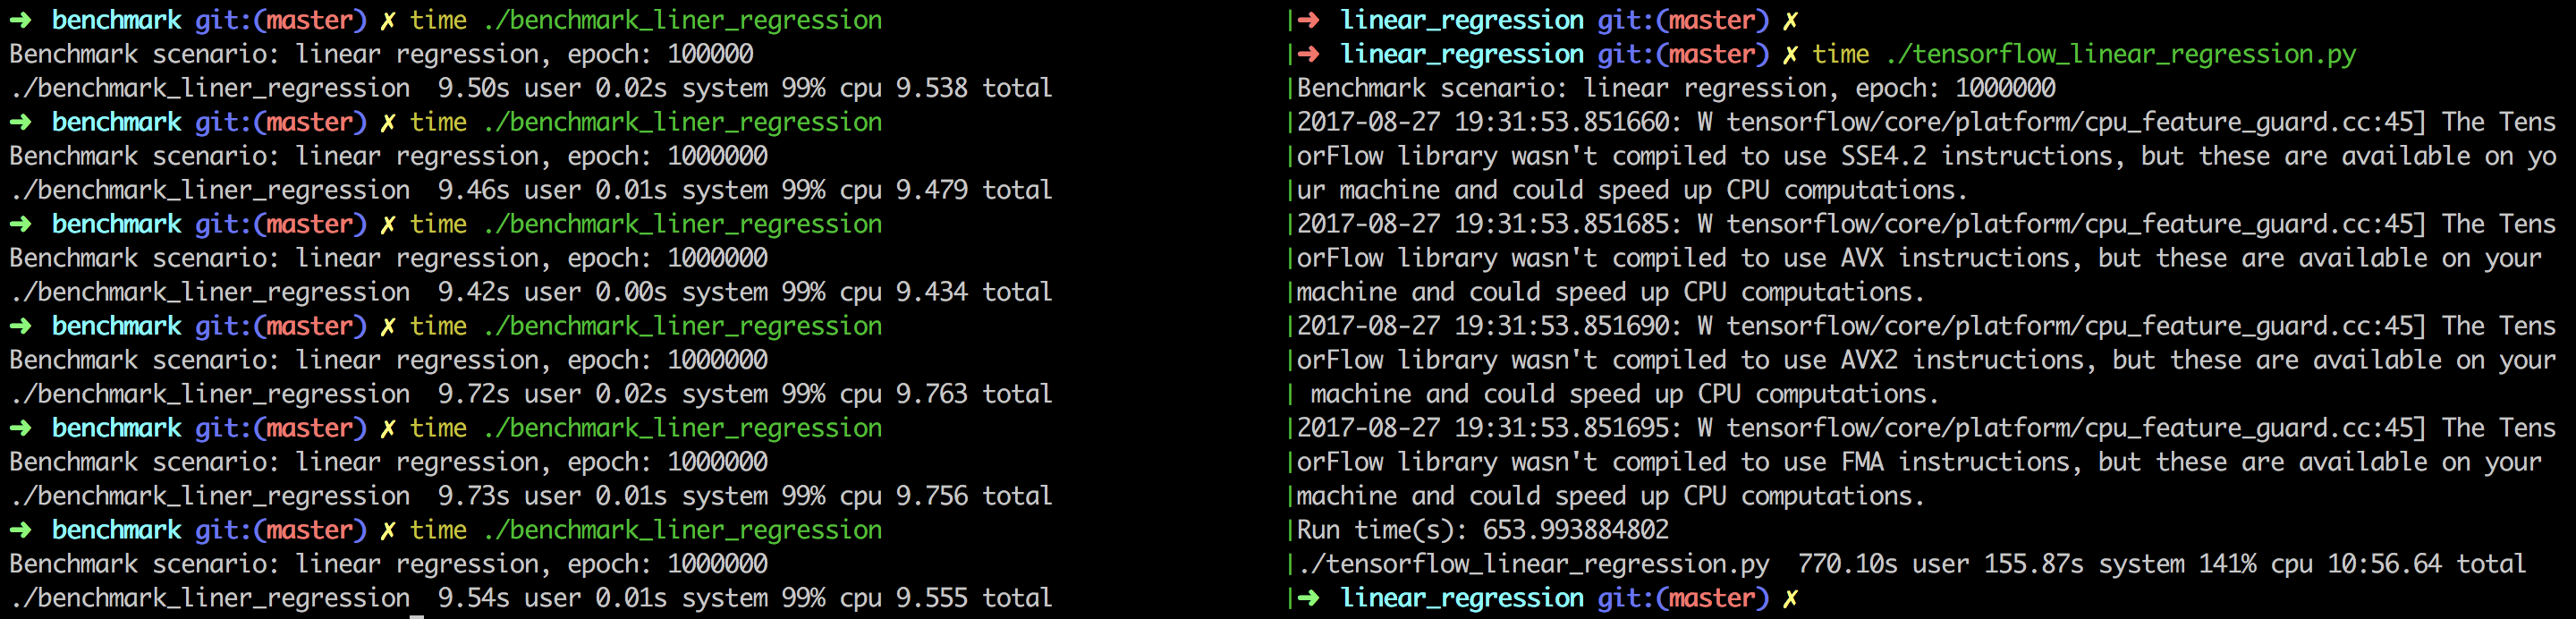 ➜ benchmark git:(master) ✗ time ./benchmark_liner_regression
Benchmark scenario: linear regression, epoch: 100000
./benchmark_liner_regression 9.50s user 0.02s system 99% cpu 9.538 total
➜ benchmark git:(master) ✗ time ./benchmark_liner_regression
Benchmark scenario: linear regression, epoch: 1000000
./benchmark_liner_regression 9.46s user 0.01s system 99% cpu 9.479 total
➜ benchmark git:(master) ✗ time ./benchmark_liner_regression
Benchmark scenario: linear regression, epoch: 1000000
./benchmark_liner_regression 9.42s user 0.00s system 99% cpu 9.434 total
➜ benchmark git:(master) ✗ time ./benchmark_liner_regression
Benchmark scenario: linear regression, epoch: 1000000
./benchmark_liner_regression 9.72s user 0.02s system 99% cpu 9.763 total
➜ benchmark git:(master) ✗ time ./benchmark_liner_regression
Benchmark scenario: linear regression, epoch: 1000000
./benchmark_liner_regression 9.73s user 0.01s system 99% cpu 9.756 total
➜ benchmark git:(master) ✗ time ./benchmark_liner_regression
Benchmark scenario: linear regression, epoch: 1000000
./benchmark_liner_regression 9.54s user 0.01s system 99% cpu 9.555 total
➜ linear_regression git:(master) ✗
➜ linear_regression git:(master) ✗ time ./tensorflow_linear_regression.py
Benchmark scenario: linear regression, epoch: 1000000
2017-08-27 19:31:53.851660: W tensorflow/core/platform/cpu_feature_guard.cc:45] The Tens
orFlow library wasn't compiled to use SSE4.2 instructions, but these are available on yo
ur machine and could speed up CPU computations.
2017-08-27 19:31:53.851685: W tensorflow/core/platform/cpu_feature_guard.cc:45] The Tens
orFlow library wasn't compiled to use AVX instructions, but these are available on your
machine and could speed up CPU computations.
2017-08-27 19:31:53.851690: W tensorflow/core/platform/cpu_feature_guard.cc:45] The Tens
orFlow library wasn't compiled to use AVX2 instructions, but these are available on your
machine and could speed up CPU computations.
2017-08-27 19:31:53.851695: W tensorflow/core/platform/cpu_feature_guard.cc:45] The Tens
orFlow library wasn't compiled to use FMA instructions, but these are available on your
machine and could speed up CPU computations.
Run time(s): 653.993884802
./tensorflow_linear_regression.py 770.10s user 155.87s system 141% cpu 10:56.64 total
➜ linear_regression git:(master) ✗